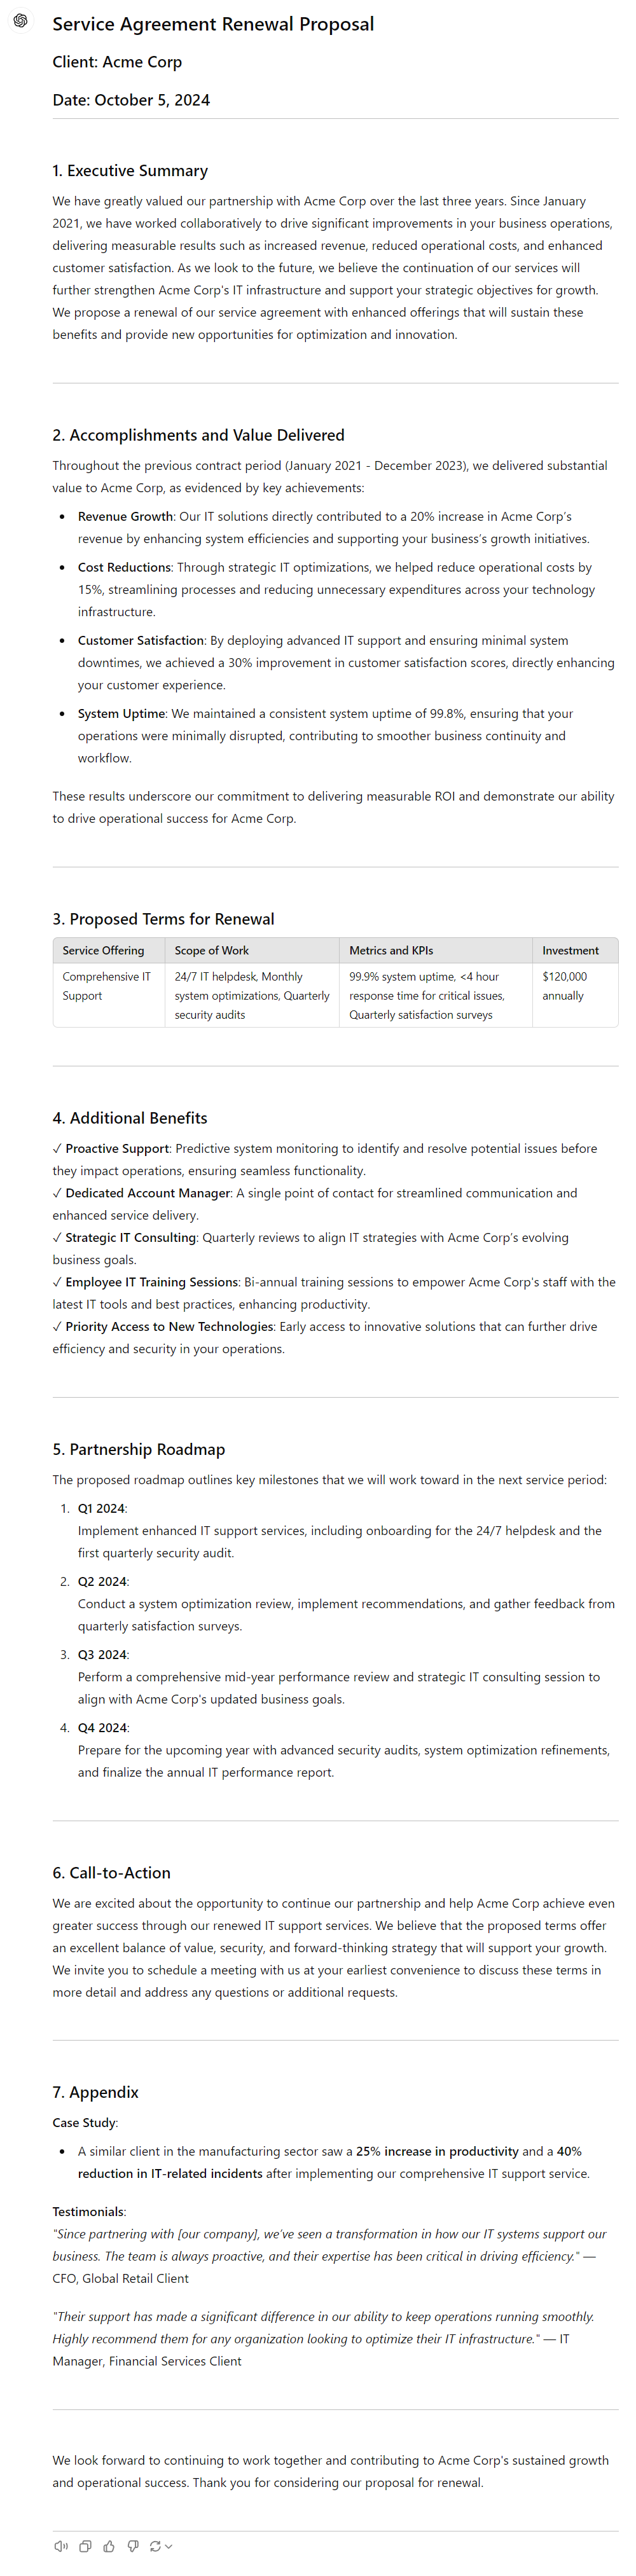 Service Agreement Renewal Proposal
Client: Acme Corp
Date: October 5, 2024
1. Executive Summary
We have greatly valued our partnership with Acme Corp over the last three years. Since January
2021, we have worked collaboratively to drive significant improvements in your business operations,
delivering measurable results such as increased revenue, reduced operational costs, and enhanced
customer satisfaction. As we look to the future, we believe the continuation of our services will
further strengthen Acme Corp's IT infrastructure and support your strategic objectives for growth.
We propose a renewal of our service agreement with enhanced offerings that will sustain these
benefits and provide new opportunities for optimization and innovation.
2. Accomplishments and Value Delivered
Throughout the previous contract period (January 2021 - December 2023), we delivered substantial
value to Acme Corp, as evidenced by key achievements:
• Revenue Growth: Our IT solutions directly contributed to a 20% increase in Acme Corp's
revenue by enhancing system efficiencies and supporting your business's growth initiatives.
• Cost Reductions: Through strategic IT optimizations, we helped reduce operational costs by
15%, streamlining processes and reducing unnecessary expenditures across your technology
infrastructure.
• Customer Satisfaction: By deploying advanced IT support and ensuring minimal system
downtimes, we achieved a 30% improvement in customer satisfaction scores, directly enhancing
your customer experience.
• System Uptime: We maintained a consistent system uptime of 99.8%, ensuring that your
operations were minimally disrupted, contributing to smoother business continuity and
workflow.
These results underscore our commitment to delivering measurable ROI and demonstrate our ability
to drive operational success for Acme Corp.
3. Proposed Terms for Renewal
Service Offering Scope of Work Metrics and KPIs Investment
Comprehensive IT 24/7 IT helpdesk, Monthly 99.9% system uptime, <4 hour $120,000
Support system optimizations, Quarterly response time for critical issues, annually
security audits Quarterly satisfaction surveys
4. Additional Benefits
✓ Proactive Support: Predictive system monitoring to identify and resolve potential issues before
they impact operations, ensuring seamless functionality.
✓ Dedicated Account Manager: A single point of contact for streamlined communication and
enhanced service delivery.
✓ Strategic IT Consulting: Quarterly reviews to align IT strategies with Acme Corp's evolving
business goals.
✓ Employee IT Training Sessions: Bi-annual training sessions to empower Acme Corp's staff with the
latest IT tools and best practices, enhancing productivity.
✓ Priority Access to New Technologies: Early access to innovative solutions that can further drive
efficiency and security in your operations.
5. Partnership Roadmap
The proposed roadmap outlines key milestones that we will work toward in the next service period:
1. Q1 2024:
Implement enhanced IT support services, including onboarding for the 24/7 helpdesk and the
first quarterly security audit.
2. Q2 2024:
Conduct a system optimization review, implement recommendations, and gather feedback from
quarterly satisfaction surveys.
3. Q3 2024:
Perform a comprehensive mid-year performance review and strategic IT consulting session to
align with Acme Corp's updated business goals.
4. Q4 2024:
Prepare for the upcoming year with advanced security audits, system optimization refinements,
and finalize the annual IT performance report.
6. Call-to-Action
We are excited about the opportunity to continue our partnership and help Acme Corp achieve even
greater success through our renewed IT support services. We believe that the proposed terms offer
an excellent balance of value, security, and forward-thinking strategy that will support your growth.
We invite you to schedule a meeting with us at your earliest convenience to discuss these terms in
more detail and address any questions or additional requests.
7. Appendix
Case Study:
• A similar client in the manufacturing sector saw a 25% increase in productivity and a 40%
reduction in IT-related incidents after implementing our comprehensive IT support service.
Testimonials:
"Since partnering with [our company], we've seen a transformation in how our IT systems support our
business. The team is always proactive, and their expertise has been critical in driving efficiency." —
CFO, Global Retail Client
"Their support has made a significant difference in our ability to keep operations running smoothly.
Highly recommend them for any organization looking to optimize their IT infrastructure." — IT
Manager, Financial Services Client
We look forward to continuing to work together and contributing to Acme Corp's sustained growth
and operational success. Thank you for considering our proposal for renewal.